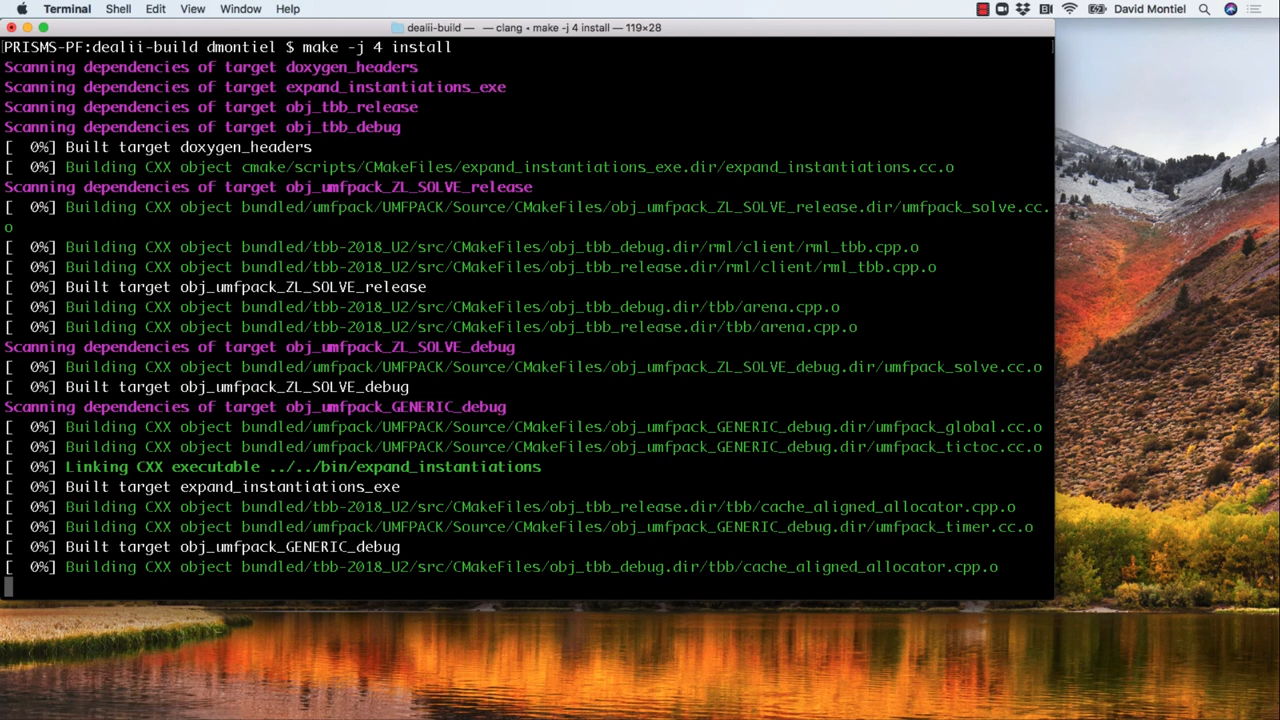 Terminal Shell Edit View Window Help David Montiel
dealii-build — — clang ◂ make -j 4 install — 119×28
PRISMS-PF:dealii-build dmontiel $ make -j 4 install
Scanning dependencies of target doxygen_headers
Scanning dependencies of target expand_instantiations_exe
Scanning dependencies of target obj_tbb_release
Scanning dependencies of target obj_tbb_debug
[  0%] Built target doxygen_headers
[  0%] Building CXX object cmake/scripts/CMakeFiles/expand_instantiations_exe.dir/expand_instantiations.cc.o
Scanning dependencies of target obj_umfpack_ZL_SOLVE_release
[  0%] Building CXX object bundled/umfpack/UMFPACK/Source/CMakeFiles/obj_umfpack_ZL_SOLVE_release.dir/umfpack_solve.cc.
o
[  0%] Building CXX object bundled/tbb-2018_U2/src/CMakeFiles/obj_tbb_debug.dir/rml/client/rml_tbb.cpp.o
[  0%] Building CXX object bundled/tbb-2018_U2/src/CMakeFiles/obj_tbb_release.dir/rml/client/rml_tbb.cpp.o
[  0%] Built target obj_umfpack_ZL_SOLVE_release
[  0%] Building CXX object bundled/tbb-2018_U2/src/CMakeFiles/obj_tbb_debug.dir/tbb/arena.cpp.o
[  0%] Building CXX object bundled/tbb-2018_U2/src/CMakeFiles/obj_tbb_release.dir/tbb/arena.cpp.o
Scanning dependencies of target obj_umfpack_ZL_SOLVE_debug
[  0%] Building CXX object bundled/umfpack/UMFPACK/Source/CMakeFiles/obj_umfpack_ZL_SOLVE_debug.dir/umfpack_solve.cc.o
[  0%] Built target obj_umfpack_ZL_SOLVE_debug
Scanning dependencies of target obj_umfpack_GENERIC_debug
[  0%] Building CXX object bundled/umfpack/UMFPACK/Source/CMakeFiles/obj_umfpack_GENERIC_debug.dir/umfpack_global.cc.o
[  0%] Building CXX object bundled/umfpack/UMFPACK/Source/CMakeFiles/obj_umfpack_GENERIC_debug.dir/umfpack_tictoc.cc.o
[  0%] Linking CXX executable ../../bin/expand_instantiations
[  0%] Built target expand_instantiations_exe
[  0%] Building CXX object bundled/tbb-2018_U2/src/CMakeFiles/obj_tbb_release.dir/tbb/cache_aligned_allocator.cpp.o
[  0%] Building CXX object bundled/umfpack/UMFPACK/Source/CMakeFiles/obj_umfpack_GENERIC_debug.dir/umfpack_timer.cc.o
[  0%] Built target obj_umfpack_GENERIC_debug
[  0%] Building CXX object bundled/tbb-2018_U2/src/CMakeFiles/obj_tbb_debug.dir/tbb/cache_aligned_allocator.cpp.o